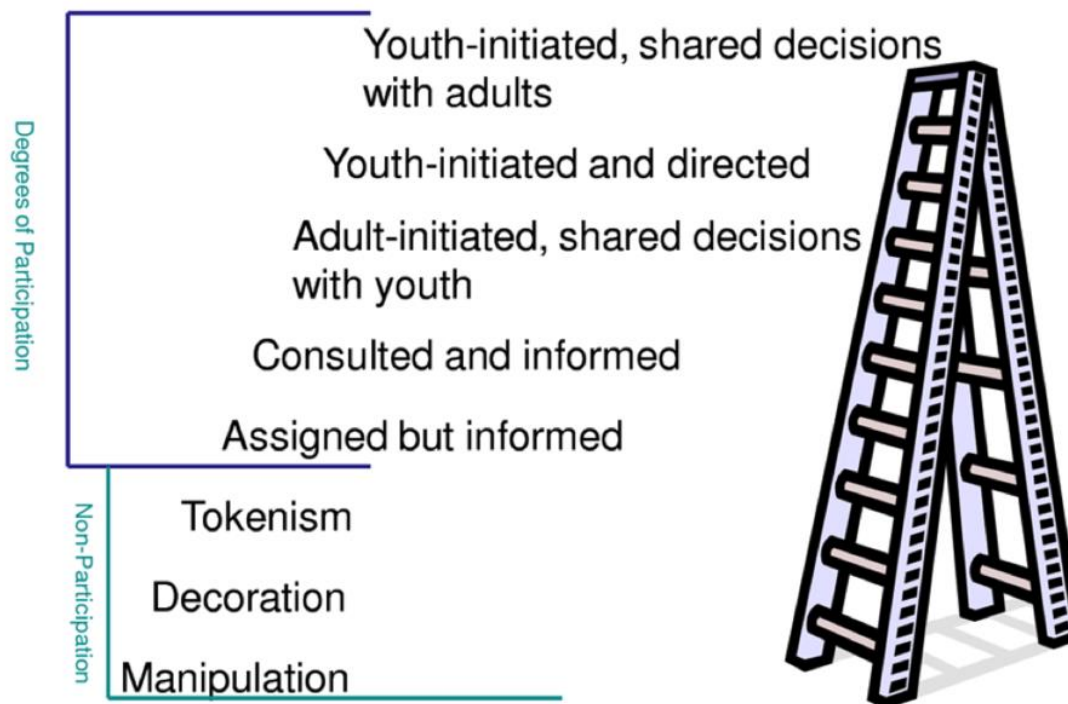 Youth-initiated, shared decisions
with adults
Youth-initiated and directed
Adult-initiated, shared decisions
with youth
Consulted and informed
Assigned but informed
Degrees of Participation
Tokenism
Decoration
Manipulation
Non-Participation